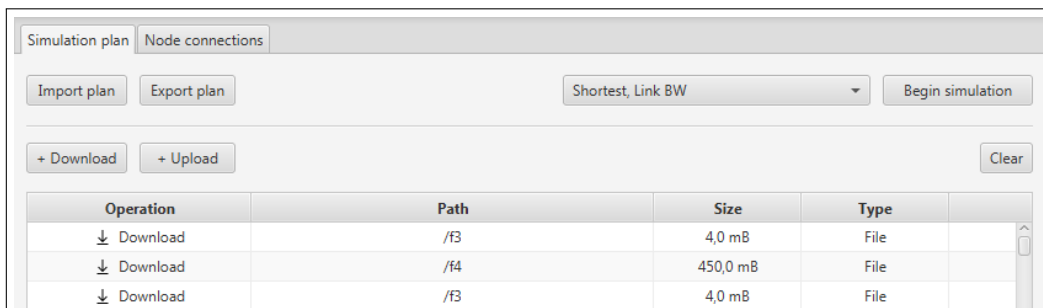 Simulation plan Node connections
Import plan Export plan Shortest, Link BW Begin simulation
+ Download + Upload Clear
Operation Path Size Type
Download /f3 4,0 mB File
Download /f4 450,0 mB File
Download /f3 4,0 mB File